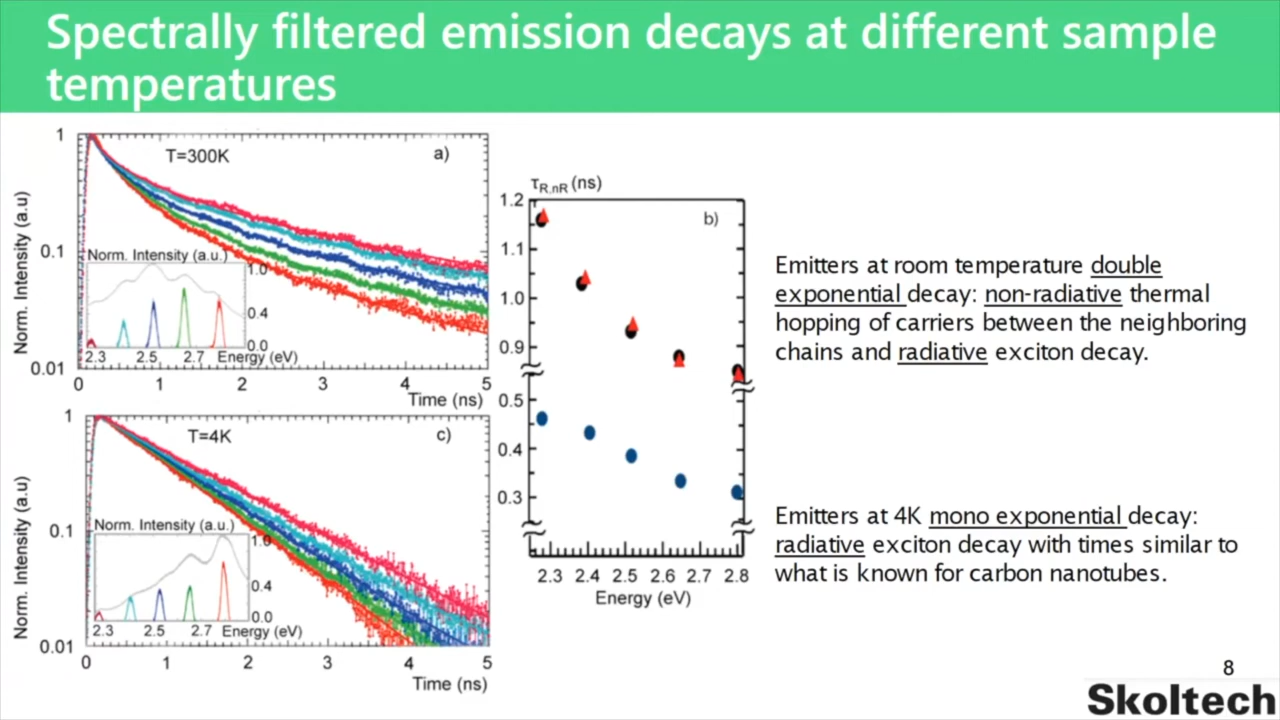 Spectrally filtered emission decays at different sample
temperatures
1
T=300K
a)
0.1
0.01
Norm. Intensity (a.u)
Norm. Intensity (a.u.)
1.0
0.4
0.0
2.3 2.5 2.7 Energy (eV)
0 1 2 3 4 5
Time (ns)
τR,nR (ns)
b)
1.2
1.1
1.0
0.9
0.5
0.4
0.3
2.3 2.4 2.5 2.6 2.7 2.8
Energy (eV)
1
T=4K
c)
0.1
0.01
Norm. Intensity (a.u)
Norm. Intensity (a.u.)
1.0
0.4
0.0
2.3 2.5 2.7 Energy (eV)
0 1 2 3 4 5
Time (ns)
Emitters at room temperature double
exponential decay: non-radiative thermal
hopping of carriers between the neighboring
chains and radiative exciton decay.
Emitters at 4K mono exponential decay:
radiative exciton decay with times similar to
what is known for carbon nanotubes.
8
Skoltech